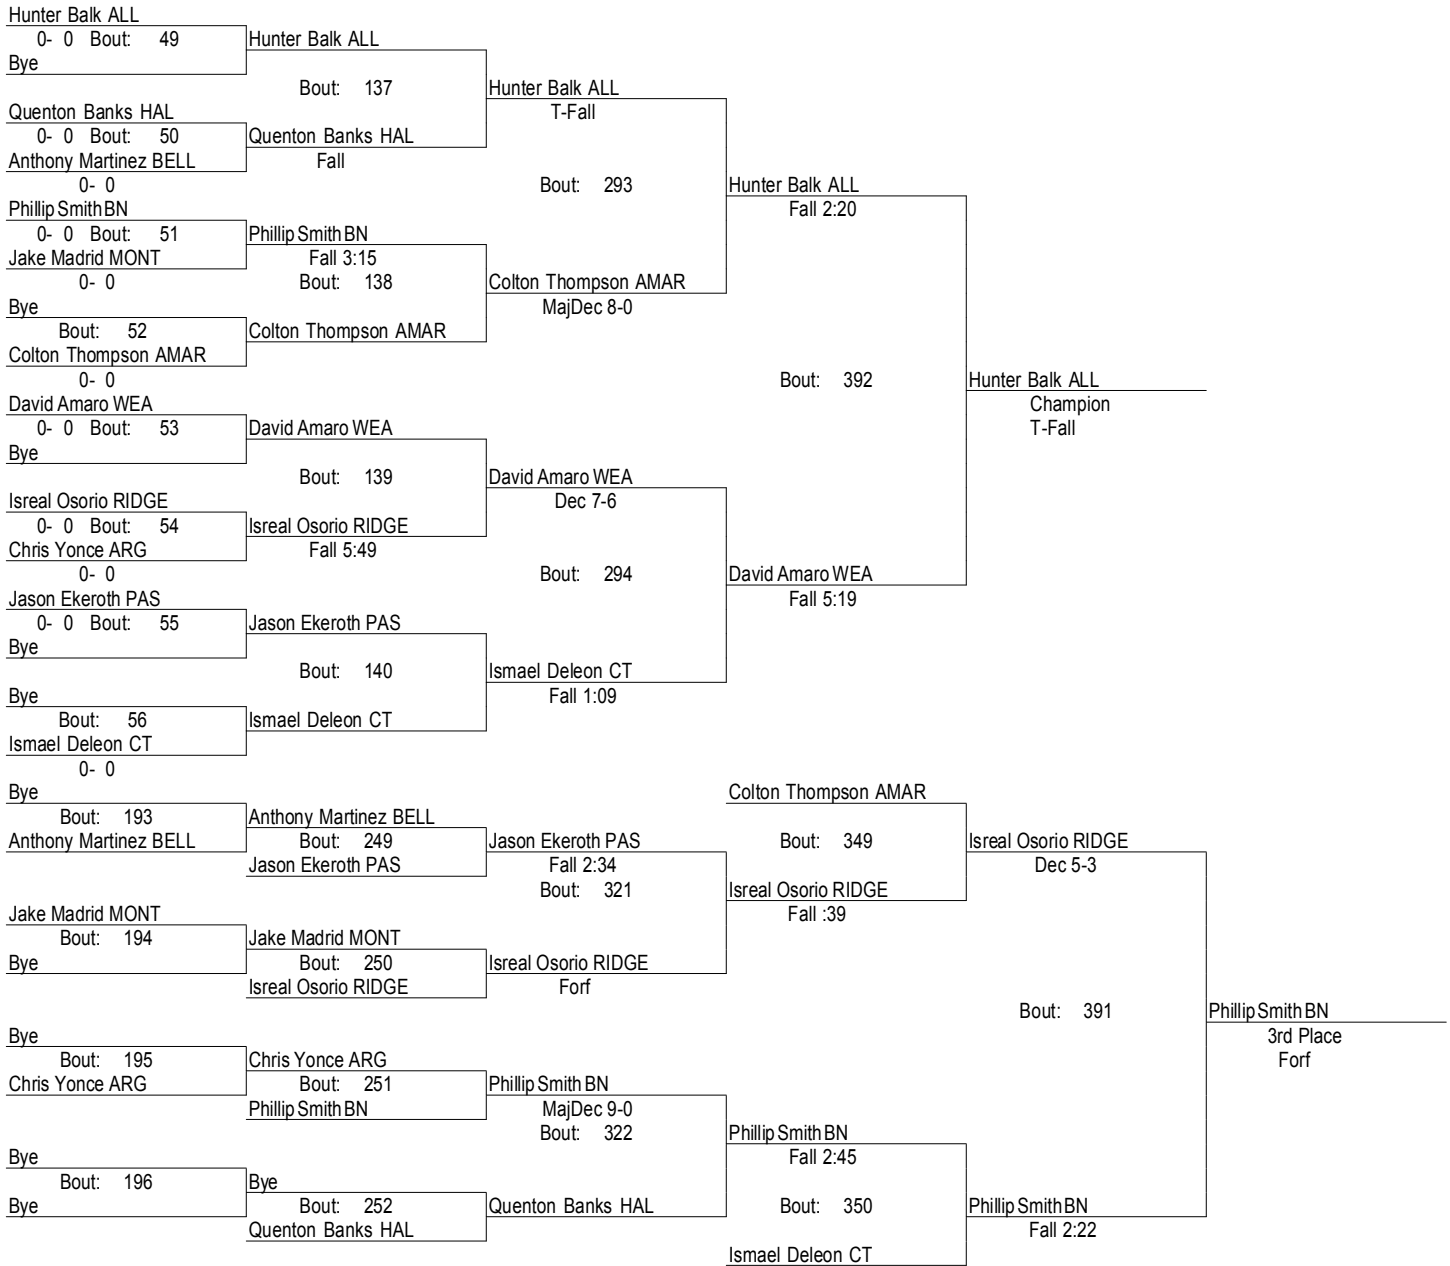 Hunter Balk ALL
0- 0 Bout: 49 Hunter Balk ALL
Bye
Bout: 137 Hunter Balk ALL
Quenton Banks HAL T-Fall
0- 0 Bout: 50 Quenton Banks HAL
Anthony Martinez BELL Fall
0- 0 Bout: 293 Hunter Balk ALL
Phillip Smith BN Fall 2:20
0- 0 Bout: 51 Phillip Smith BN
Jake Madrid MONT Fall 3:15
0- 0 Bout: 138 Colton Thompson AMAR
Bye MajDec 8-0
Bout: 52 Colton Thompson AMAR
Colton Thompson AMAR
0- 0 Bout: 392 Hunter Balk ALL
David Amaro WEA Champion
0- 0 Bout: 53 David Amaro WEA T-Fall
Bye
Bout: 139 David Amaro WEA
Isreal Osorio RIDGE Dec 7-6
0- 0 Bout: 54 Isreal Osorio RIDGE
Chris Yonce ARG Fall 5:49
0- 0 Bout: 294 David Amaro WEA
Jason Ekeroth PAS Fall 5:19
0- 0 Bout: 55 Jason Ekeroth PAS
Bye
Bout: 140 Ismael Deleon CT
Bye Fall 1:09
Bout: 56 Ismael Deleon CT
Ismael Deleon CT
0- 0
Bye Colton Thompson AMAR
Bout: 193 Anthony Martinez BELL
Anthony Martinez BELL Bout: 249 Jason Ekeroth PAS Bout: 349 Isreal Osorio RIDGE
Jason Ekeroth PAS Fall 2:34 Dec 5-3
Bout: 321 Isreal Osorio RIDGE
Jake Madrid MONT Fall :39
Bout: 194 Jake Madrid MONT
Bye Bout: 250 Isreal Osorio RIDGE
Isreal Osorio RIDGE Forf
Bout: 391 Phillip Smith BN
Bye 3rd Place
Bout: 195 Chris Yonce ARG Forf
Chris Yonce ARG Bout: 251 Phillip Smith BN
Phillip Smith BN MajDec 9-0
Bout: 322 Phillip Smith BN
Bye Fall 2:45
Bout: 196 Bye
Bye Bout: 252 Quenton Banks HAL Bout: 350 Phillip Smith BN
Quenton Banks HAL Fall 2:22
Ismael Deleon CT